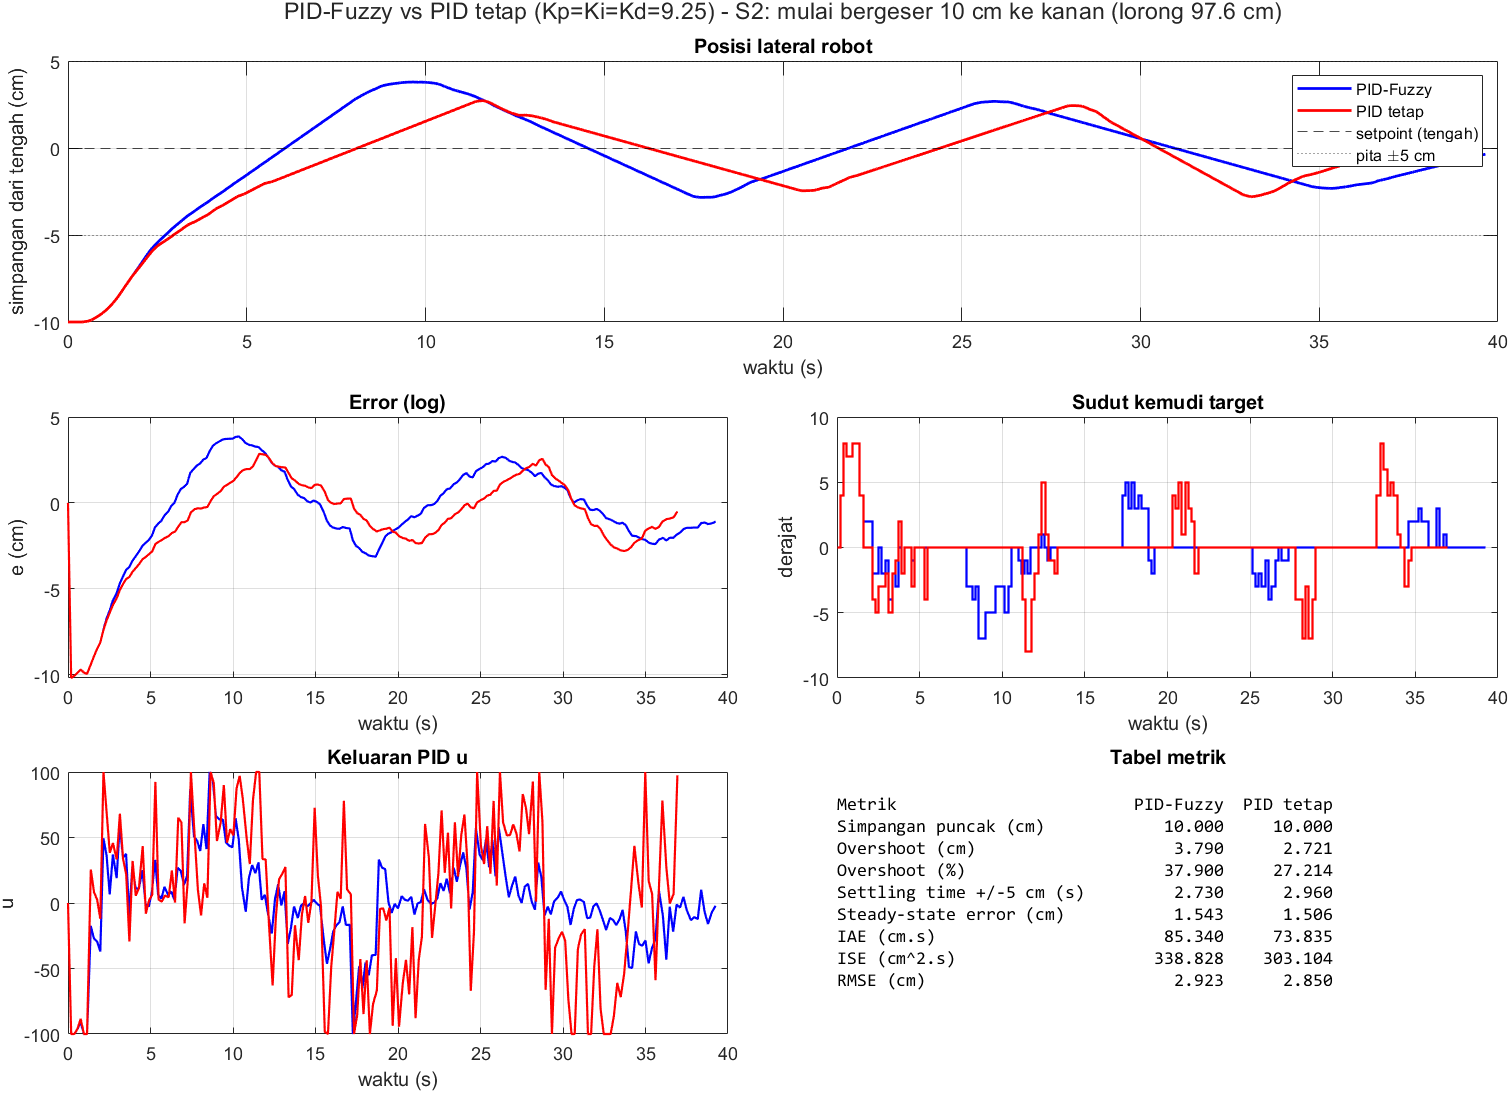 PID-Fuzzy vs PID tetap (Kp=Ki=Kd=9.25) - S2: mulai bergeser 10 cm ke kanan (lorong 97.6 cm)
Posisi lateral robot
simpangan dari tengah (cm)
5
0
-5
-10
0 5 10 15 20 25 30 35 40
waktu (s)
PID-Fuzzy
PID tetap
setpoint (tengah)
pita ±5 cm
Error (log)
e (cm)
5
0
-5
-10
0 5 10 15 20 25 30 35 40
waktu (s)
Sudut kemudi target
derajat
10
5
0
-5
-10
0 5 10 15 20 25 30 35 40
waktu (s)
Keluaran PID u
u
100
50
0
-50
-100
0 5 10 15 20 25 30 35 40
waktu (s)
Tabel metrik
Metrik PID-Fuzzy PID tetap
Simpangan puncak (cm) 10.000 10.000
Overshoot (cm) 3.790 2.721
Overshoot (%) 37.900 27.214
Settling time +/-5 cm (s) 2.730 2.960
Steady-state error (cm) 1.543 1.506
IAE (cm.s) 85.340 73.835
ISE (cm^2.s) 338.828 303.104
RMSE (cm) 2.923 2.850